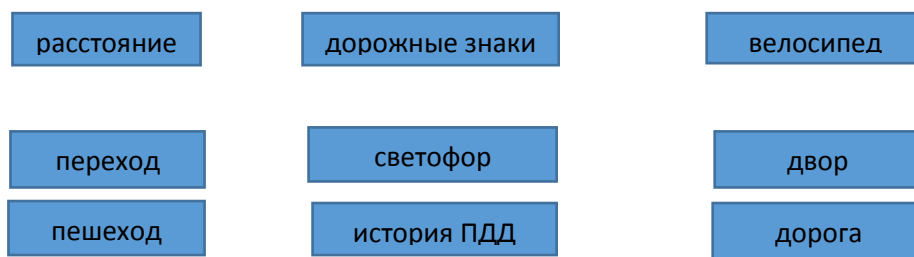 расстояние дорожные знаки велосипед
переход светофор двор
пешеход история ПДД дорога